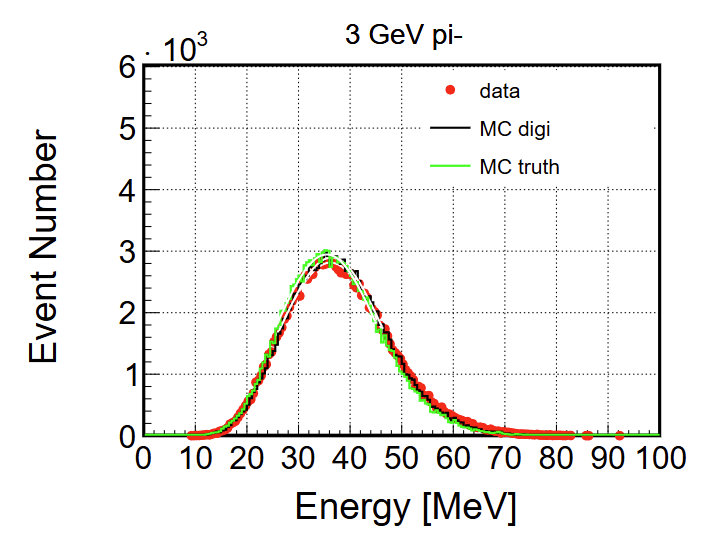 3 GeV pi-
6 · 10³
data
MC digi
MC truth
5
4
3
2
1
0
0 10 20 30 40 50 60 70 80 90 100
Event Number
Energy [MeV]